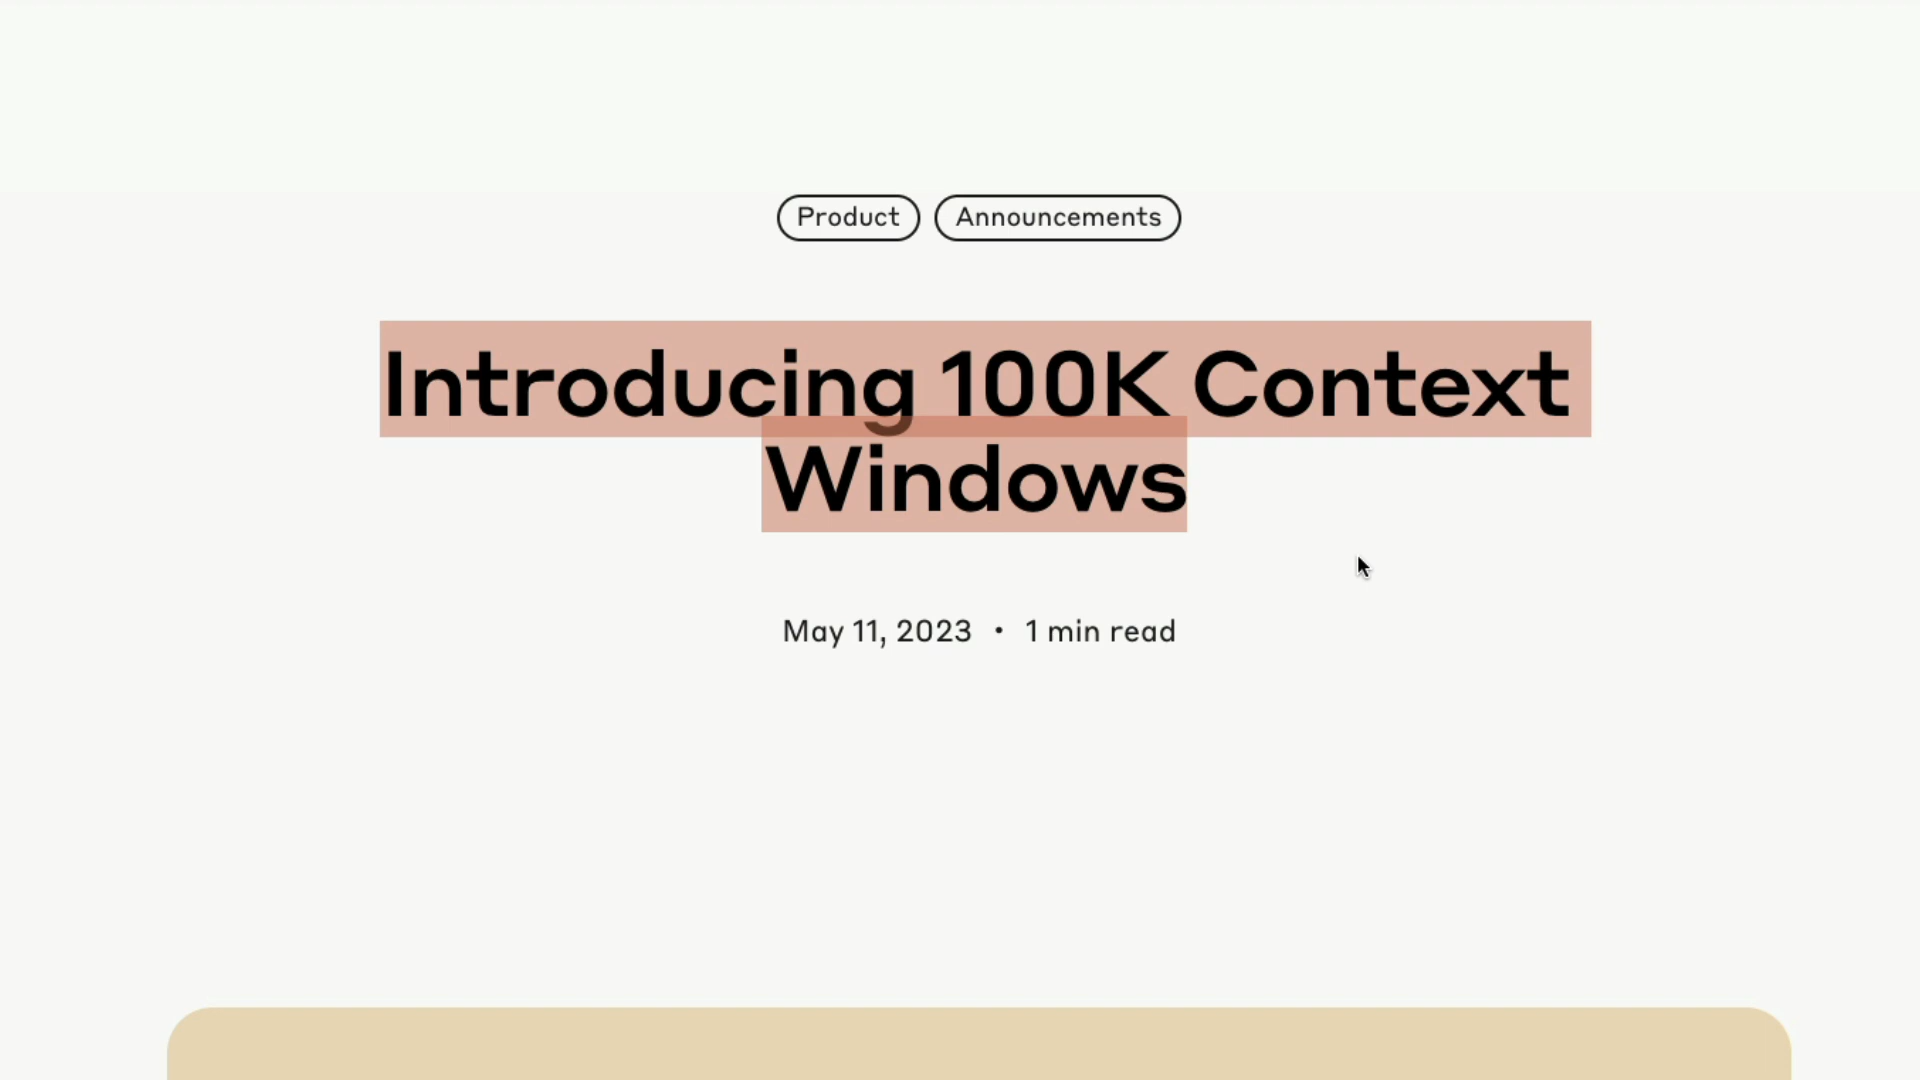 Product Announcements
Introducing 100K Context
Windows
May 11, 2023 • 1 min read